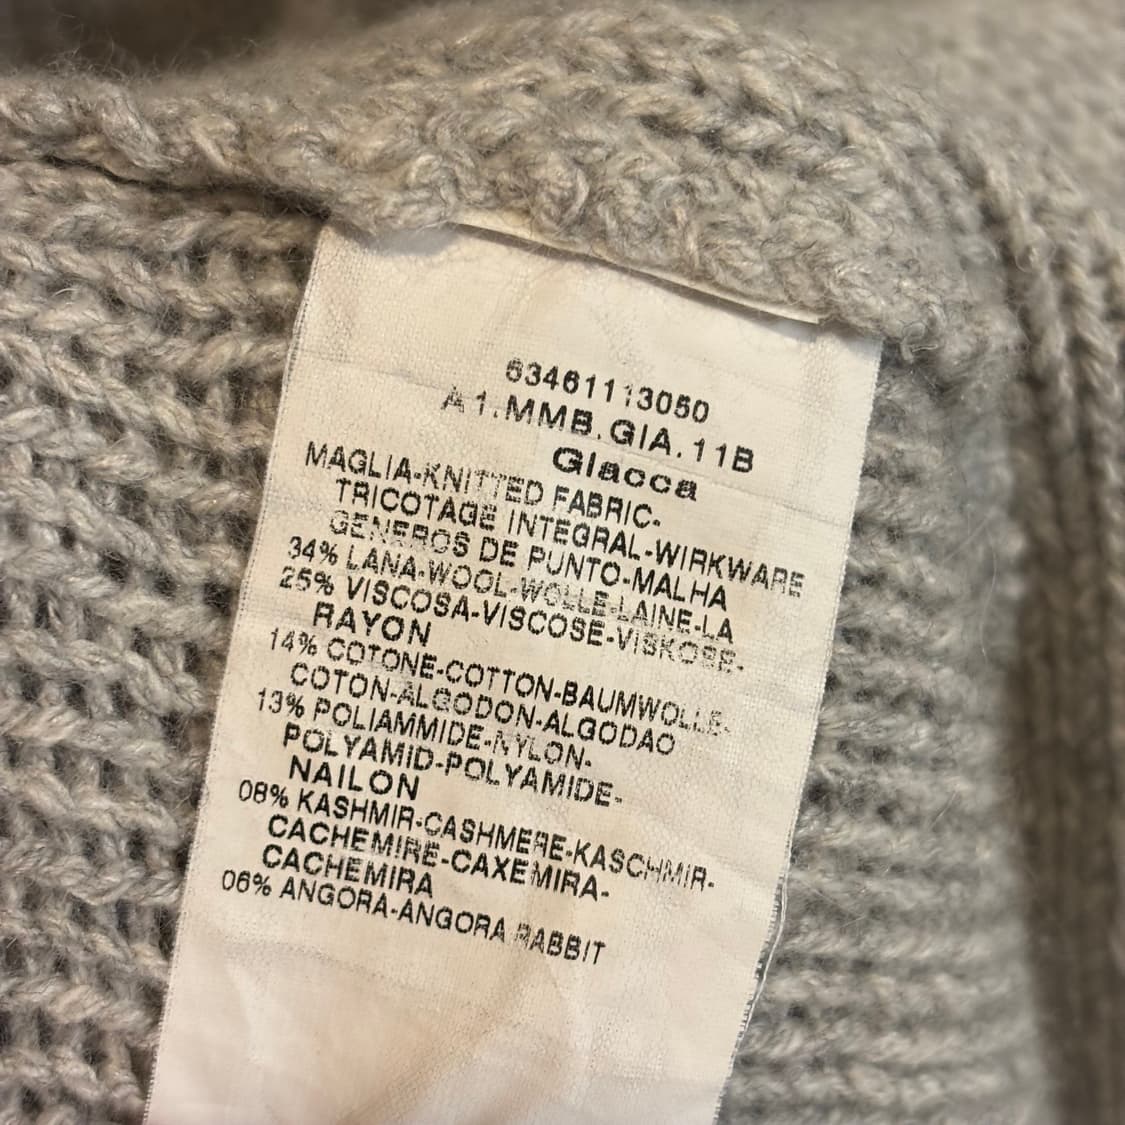 63461113050
A1.MMB.GIA.11B
Giacca
MAGLIA-KNITTED FABRIC-
TRICOTAGE INTEGRAL-WIRKWARE
GENEROS DE PUNTO-MALHA
34% LANA-WOOL-WOLLE-LAINE-LA
25% VISCOSA-VISCOSE-VISKOSE-
RAYON
14% COTONE-COTTON-BAUMWOLLE-
COTON-ALGODON-ALGODAO
13% POLIAMMIDE-NYLON-
POLYAMID-POLYAMIDE-
NAILON
08% KASHMIR-CASHMERE-KASCHMIR-
CACHEMIRE-CAXEMIRA-
CACHEMIRA
06% ANGORA-ANGORA RABBIT